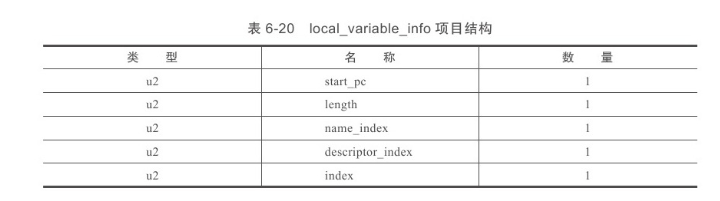 表 6-20 local_variable_info 项目结构
类 型 名 称 数 量
u2 start_pc 1
u2 length 1
u2 name_index 1
u2 descriptor_index 1
u2 index 1